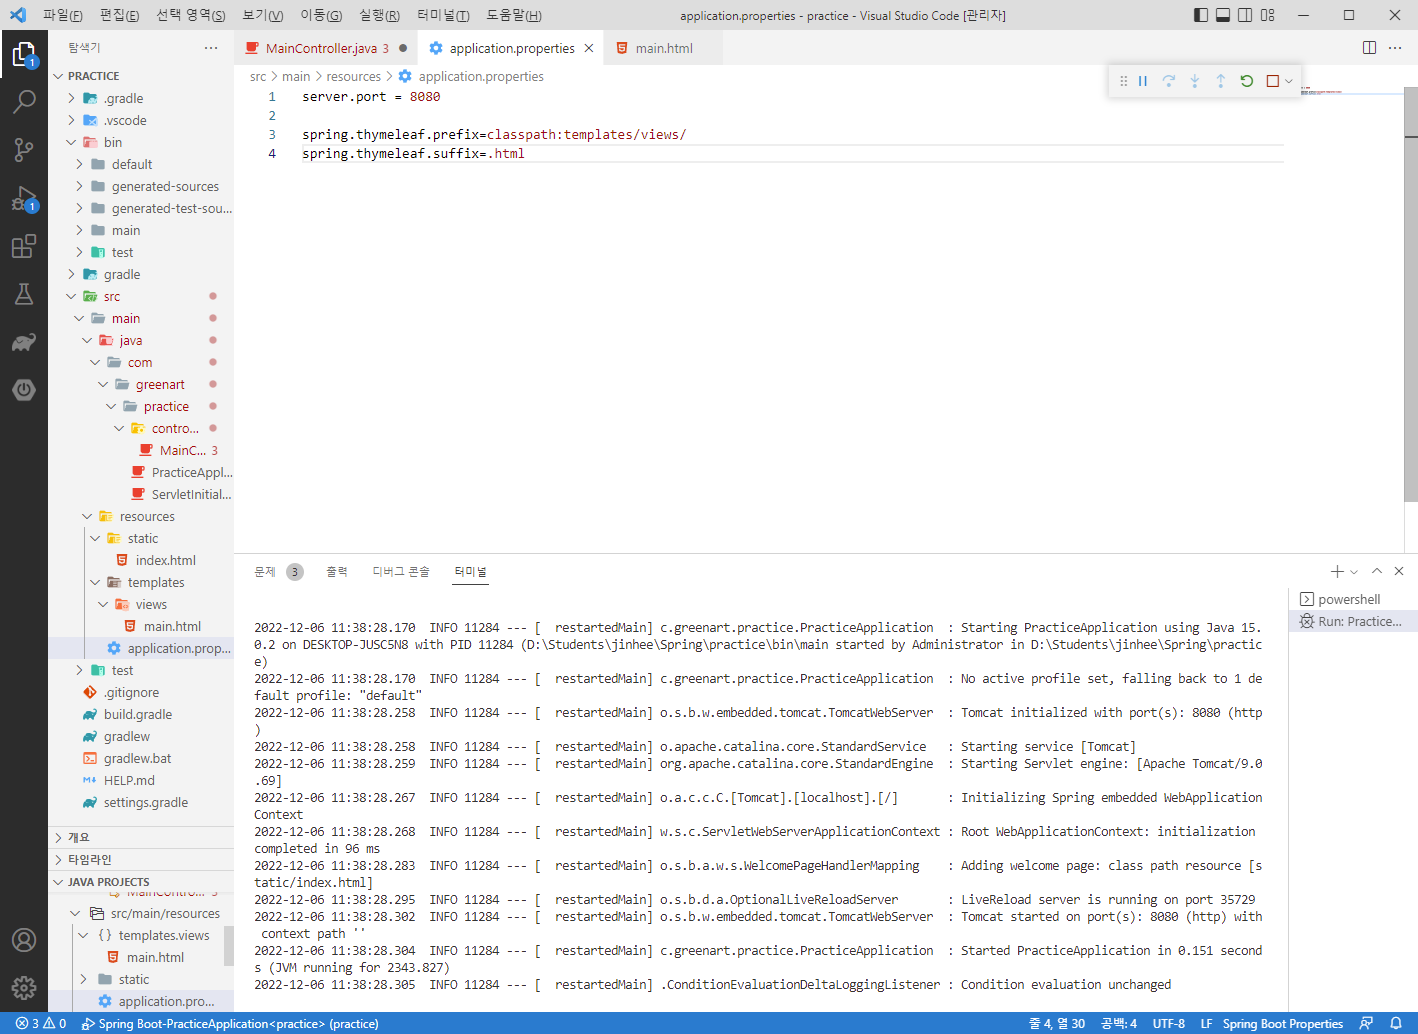 파일(F) 편집(E) 선택 영역(S) 보기(V) 이동(G) 실행(R) 터미널(T) 도움말(H) application.properties - practice - Visual Studio Code [관리자]
탐색기
PRACTICE
.gradle
.vscode
bin
default
generated-sources
generated-test-sou...
main
test
gradle
src
main
java
com
greenart
practice
contro...
MainC... 3
PracticeAppl...
ServletInitial...
resources
static
index.html
templates
views
main.html
application.prop...
test
.gitignore
build.gradle
gradlew
gradlew.bat
HELP.md
settings.gradle
개요
타임라인
JAVA PROJECTS
MainContro... 3
src/main/resources
templates.views
main.html
static
application.pro...
1
1
MainController.java 3 application.properties main.html
src > main > resources > application.properties
1 server.port = 8080
2
3 spring.thymeleaf.prefix=classpath:templates/views/
4 spring.thymeleaf.suffix=.html
문제 3 출력 디버그 콘솔 터미널
powershell
Run: Practice...
2022-12-06 11:38:28.170  INFO 11284 --- [  restartedMain] c.greenart.practice.PracticeApplication  : Starting PracticeApplication using Java 15.
0.2 on DESKTOP-JUSC5N8 with PID 11284 (D:\Students\jinhee\Spring\practice\bin\main started by Administrator in D:\Students\jinhee\Spring\practic
e)
2022-12-06 11:38:28.170  INFO 11284 --- [  restartedMain] c.greenart.practice.PracticeApplication  : No active profile set, falling back to 1 de
fault profile: "default"
2022-12-06 11:38:28.258  INFO 11284 --- [  restartedMain] o.s.b.w.embedded.tomcat.TomcatWebServer  : Tomcat initialized with port(s): 8080 (http
)
2022-12-06 11:38:28.258  INFO 11284 --- [  restartedMain] o.apache.catalina.core.StandardService   : Starting service [Tomcat]
2022-12-06 11:38:28.259  INFO 11284 --- [  restartedMain] org.apache.catalina.core.StandardEngine  : Starting Servlet engine: [Apache Tomcat/9.0
.69]
2022-12-06 11:38:28.267  INFO 11284 --- [  restartedMain] o.a.c.c.C.[Tomcat].[localhost].[/]       : Initializing Spring embedded WebApplication
Context
2022-12-06 11:38:28.268  INFO 11284 --- [  restartedMain] w.s.c.ServletWebServerApplicationContext : Root WebApplicationContext: initialization
completed in 96 ms
2022-12-06 11:38:28.283  INFO 11284 --- [  restartedMain] o.s.b.a.w.s.WelcomePageHandlerMapping    : Adding welcome page: class path resource [s
tatic/index.html]
2022-12-06 11:38:28.295  INFO 11284 --- [  restartedMain] o.s.b.d.a.OptionalLiveReloadServer       : LiveReload server is running on port 35729
2022-12-06 11:38:28.302  INFO 11284 --- [  restartedMain] o.s.b.w.embedded.tomcat.TomcatWebServer  : Tomcat started on port(s): 8080 (http) with
context path ''
2022-12-06 11:38:28.304  INFO 11284 --- [  restartedMain] c.greenart.practice.PracticeApplication  : Started PracticeApplication in 0.151 second
s (JVM running for 2343.827)
2022-12-06 11:38:28.305  INFO 11284 --- [  restartedMain] .ConditionEvaluationDeltaLoggingListener : Condition evaluation unchanged
3 0 Spring Boot-PracticeApplication<practice> (practice) 줄 4, 열 30 공백: 4 UTF-8 LF Spring Boot Properties